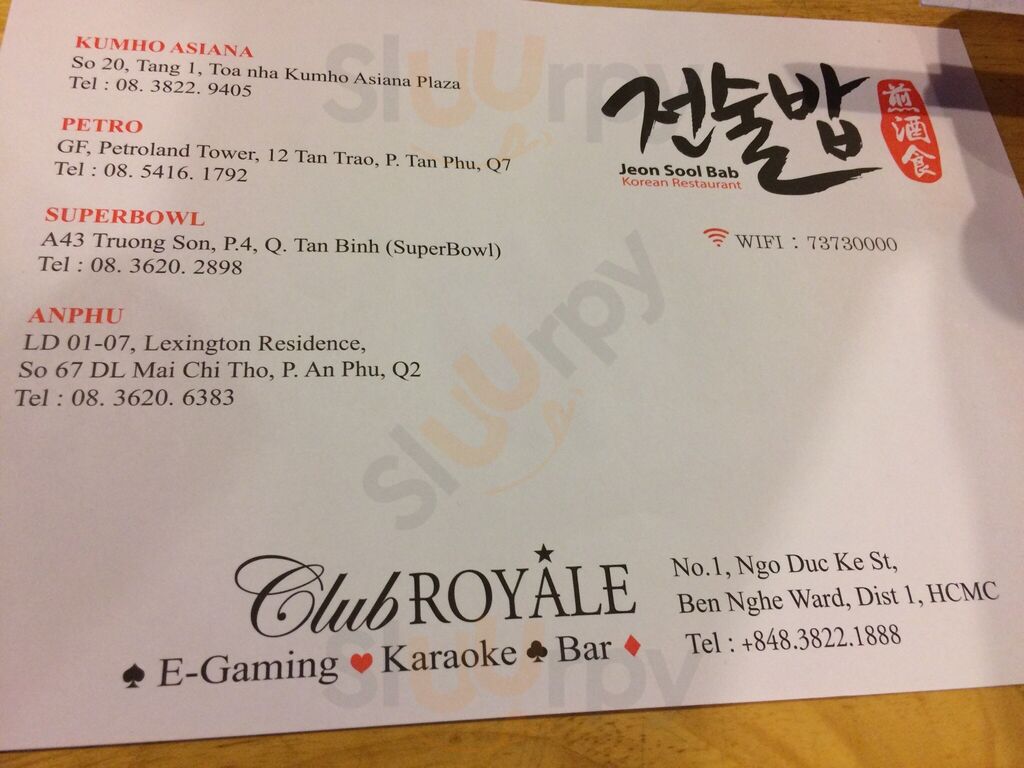 KUMHO ASIANA
So 20, Tang 1, Toa nha Kumho Asiana Plaza
Tel : 08. 3822. 9405
PETRO
GF, Petroland Tower, 12 Tan Trao, P. Tan Phu, Q7
Tel : 08. 5416. 1792
SUPERBOWL
A43 Truong Son, P.4, Q. Tan Binh (SuperBowl)
Tel : 08. 3620. 2898
ANPHU
LD 01-07, Lexington Residence,
So 67 DL Mai Chi Tho, P. An Phu, Q2
Tel : 08. 3620. 6383
전술밥
煎酒食
Jeon Sool Bab
Korean Restaurant
WIFI : 73730000
Club ROYALE
♠ E-Gaming ♥ Karaoke ♣ Bar ♦
No.1, Ngo Duc Ke St,
Ben Nghe Ward, Dist 1, HCMC
Tel : +848.3822.1888
Sluurpy
Sluurpy
Sluurpy